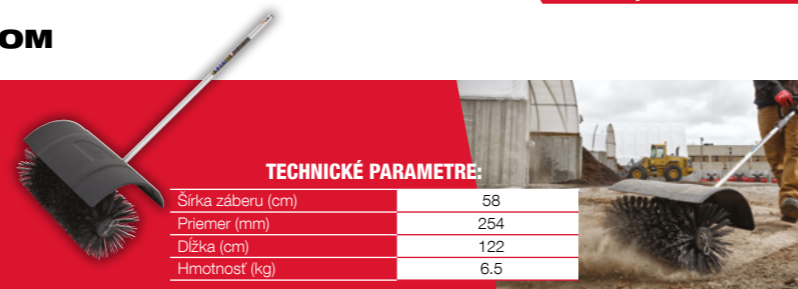 OM
TECHNICKÉ PARAMETRE:
Šírka záberu (cm) 58
Priemer (mm) 254
Dĺžka (cm) 122
Hmotnosť (kg) 6.5